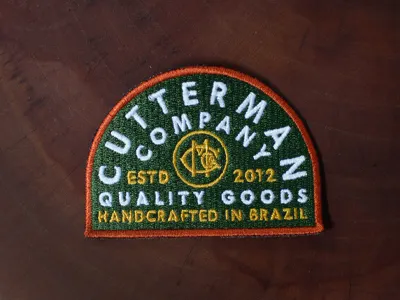 CUTTERMAN
COMPANY
ESTD 2012
QUALITY GOODS
HANDCRAFTED IN BRAZIL